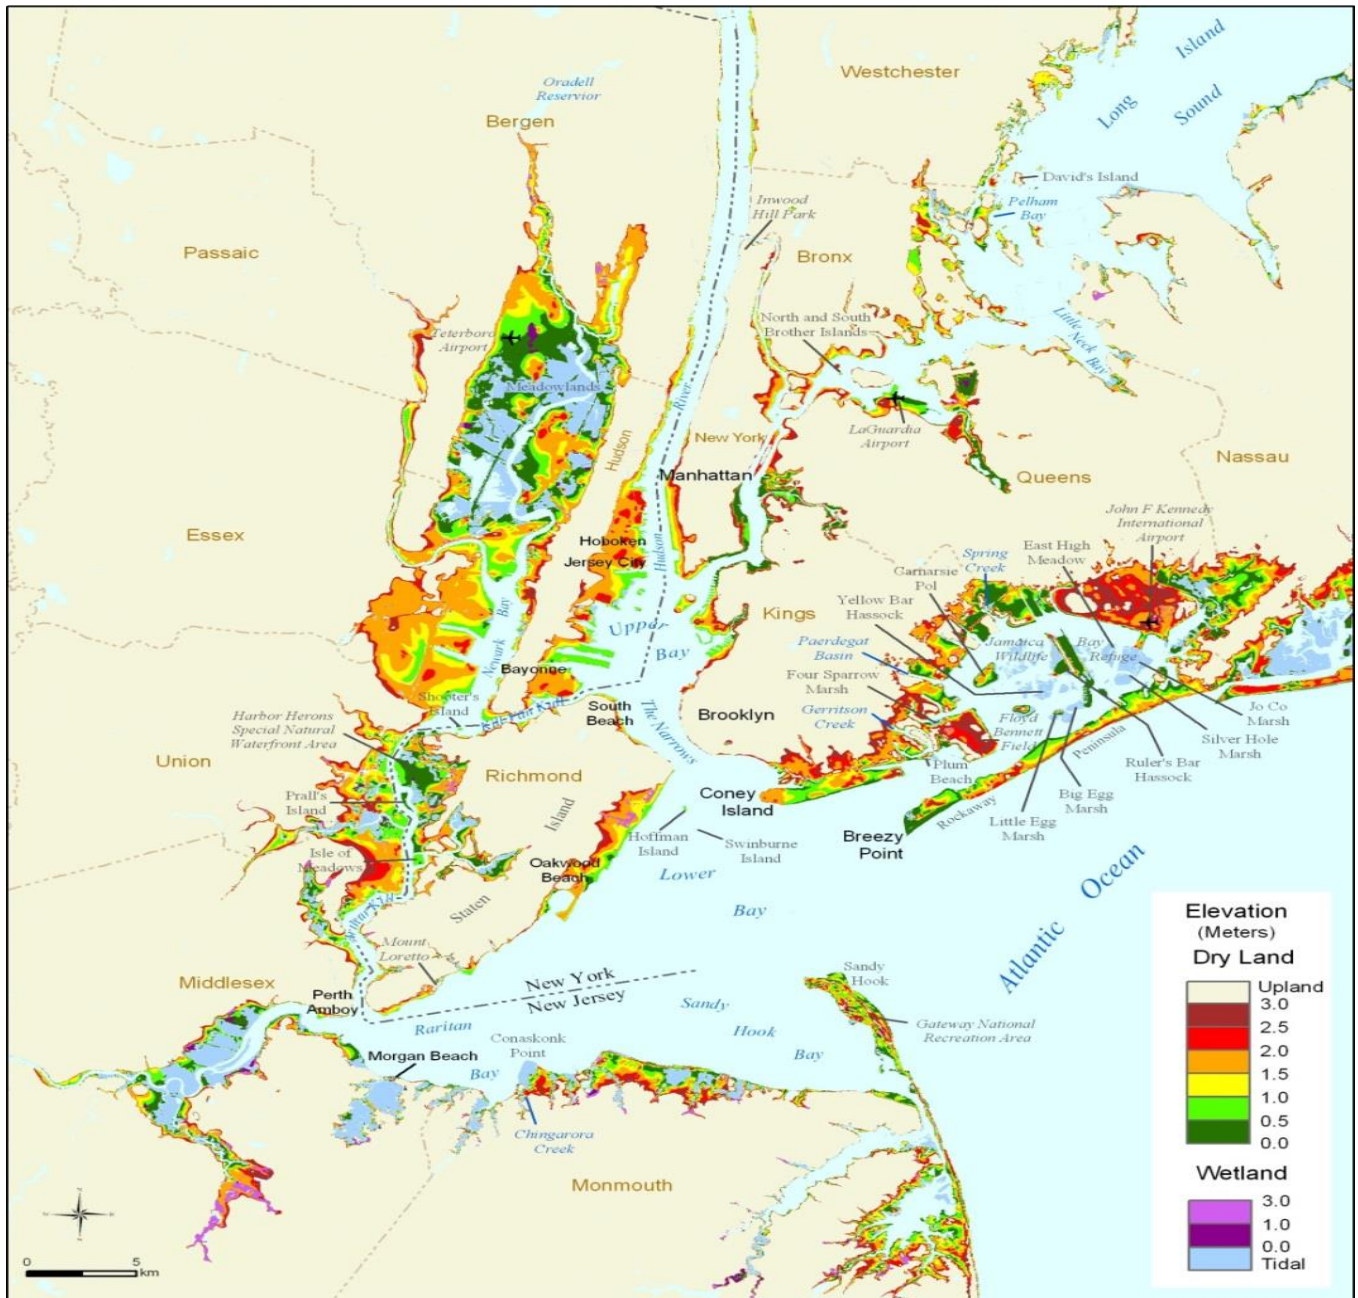 Island
Long
Sound
Westchester
Oradell
Reservior
Bergen
David's Island
Pelham
Bay
Inwood
Hill Park
Passaic
Bronx
North and South
Brother Islands
Little Neck Bay
Teterboro
Airport
Meadowlands
River
LaGuardia
Airport
New York
Hudson
Manhattan
Queens
Nassau
John F Kennedy
International
Airport
Essex
Hoboken
Jersey City
Hudson
East High
Meadow
Spring
Creek
Garnarsie
Pol
Yellow Bar
Hassock
Kings
Newark Bay
Upper
Bay
Paerdegat
Basin
Jamaica
Wildlife
Bay
Refuge
Bayonne
Four Sparrow
Marsh
Shooter's
Island
Kill Van Kull
South
Beach
The Narrows
Brooklyn
Gerritson
Creek
Floyd
Bennett
Field
Jo Co
Marsh
Harbor Herons
Special Natural
Waterfront Area
Silver Hole
Marsh
Peninsula
Union
Richmond
Plum
Beach
Ruler's Bar
Hassock
Prall's
Island
Coney
Island
Big Egg
Marsh
Rockaway
Little Egg
Marsh
Island
Hoffman
Island
Swinburne
Island
Breezy
Point
Isle of
Meadows
Oakwood
Beach
Lower
Bay
Staten
Arthur Kill
Atlantic Ocean
Mount
Loretto
Middlesex
Perth
Amboy
New York
New Jersey
Sandy
Hook
Raritan
Bay
Sandy
Hook
Bay
Gateway National
Recreation Area
Conaskonk
Point
Morgan Beach
Chingarora
Creek
Monmouth
Elevation
(Meters)
Dry Land
Upland
3.0
2.5
2.0
1.5
1.0
0.5
0.0
Wetland
3.0
1.0
0.0
Tidal
0 5
km